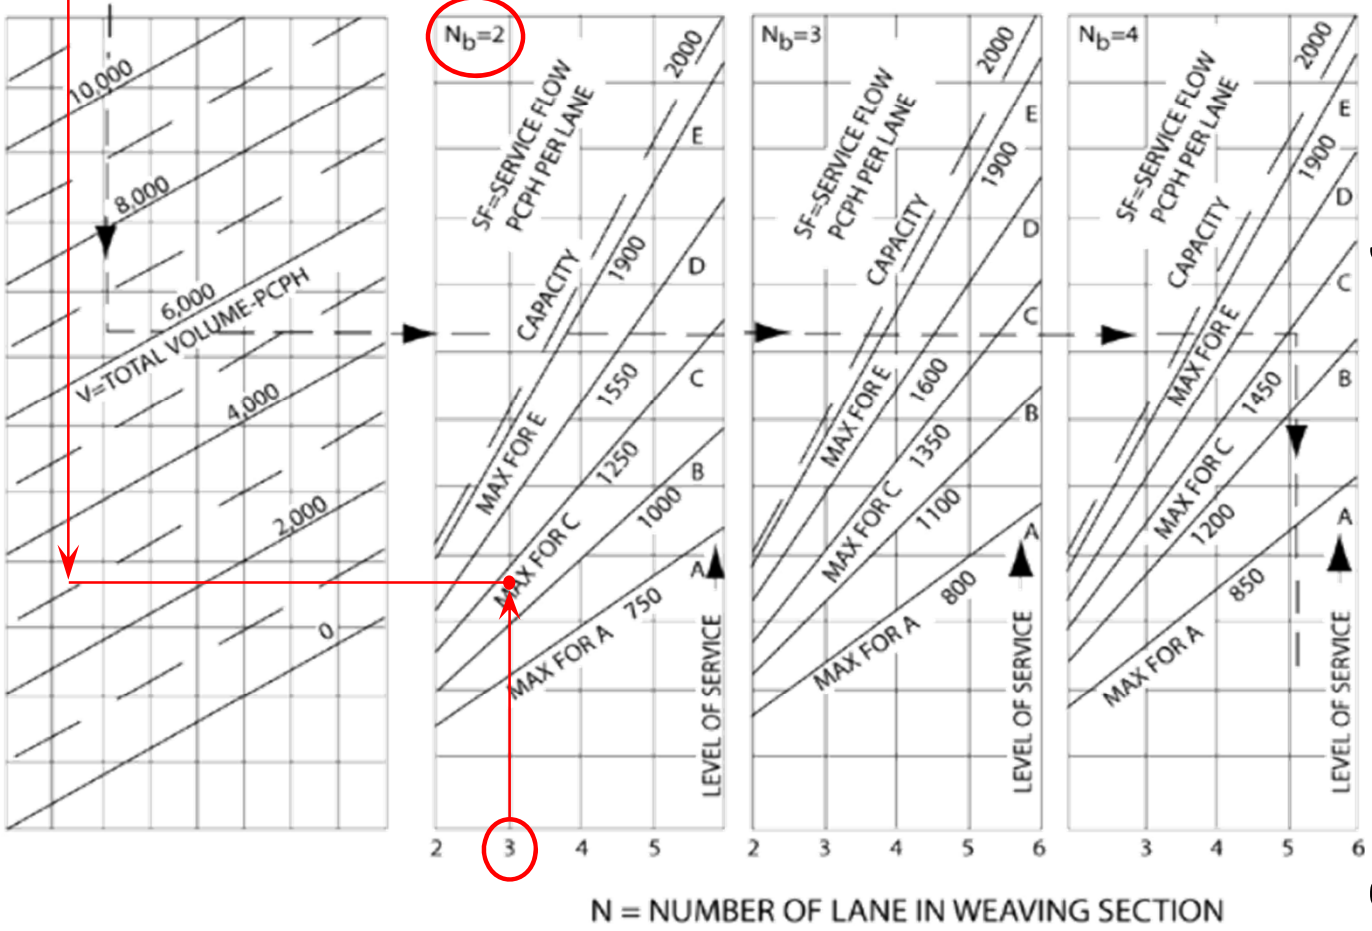 10,000
8,000
6,000
V=TOTAL VOLUME-PCPH
4,000
2,000
0
Nb=2
2000
SF=SERVICE FLOW
PCPH PER LANE
E
CAPACITY
1900
D
MAX FOR E
1550
C
1250
B
1000
MAX FOR C
A
750
MAX FOR A
LEVEL OF SERVICE
2
3
4
5
Nb=3
2000
SF=SERVICE FLOW
PCPH PER LANE
E
1900
CAPACITY
D
C
MAX FOR E
1600
B
1350
1100
MAX FOR C
A
800
MAX FOR A
LEVEL OF SERVICE
2
3
4
5
6
Nb=4
2000
SF=SERVICE FLOW
PCPH PER LANE
E
1900
D
CAPACITY
C
MAX FOR E
B
1450
MAX FOR C
1200
A
850
MAX FOR A
LEVEL OF SERVICE
3
4
5
6
N = NUMBER OF LANE IN WEAVING SECTION